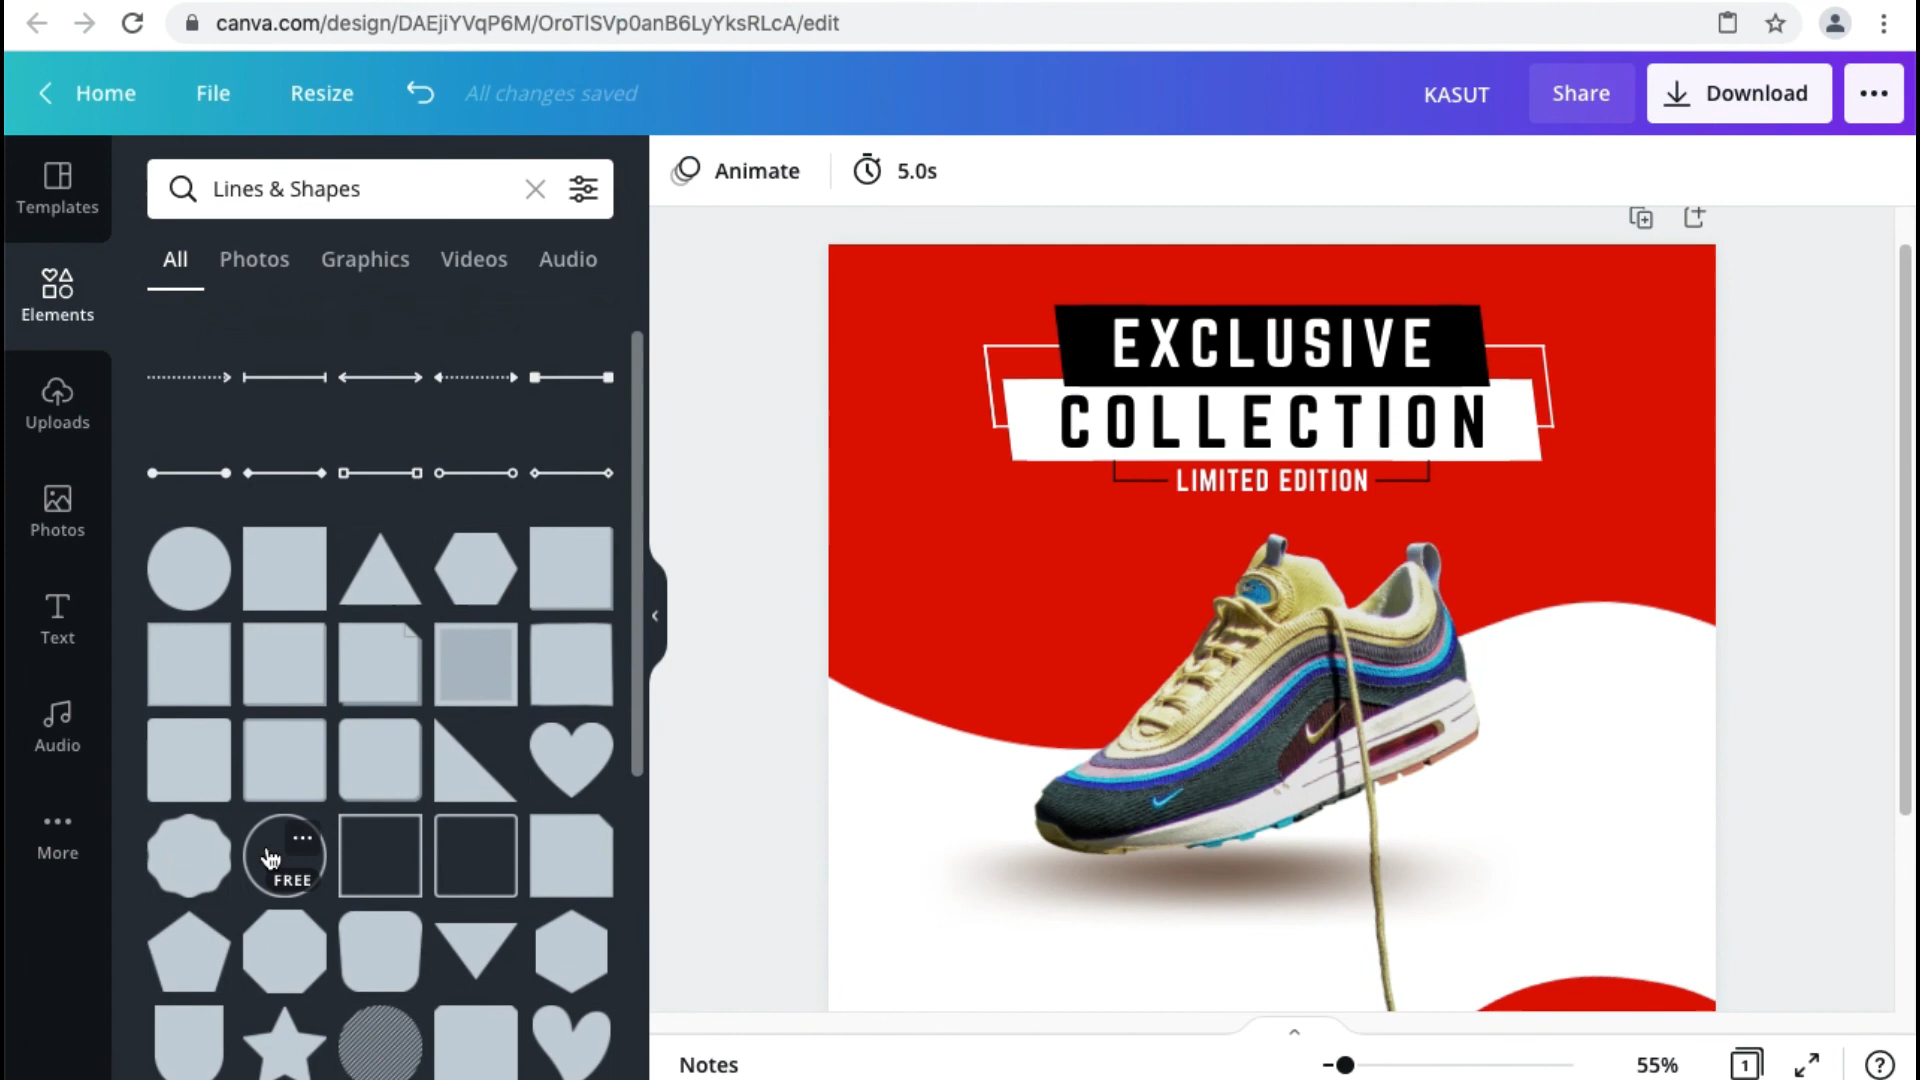 canva.com/design/DAEjiYVqP6M/OroTlSVp0anB6LyYksRLcA/edit
Home File Resize All changes saved KASUT Share Download
Templates
Elements
Uploads
Photos
Text
Audio
More
Lines & Shapes
All Photos Graphics Videos Audio
FREE
Animate 5.0s
EXCLUSIVE
COLLECTION
LIMITED EDITION
Notes 55% 1 ?